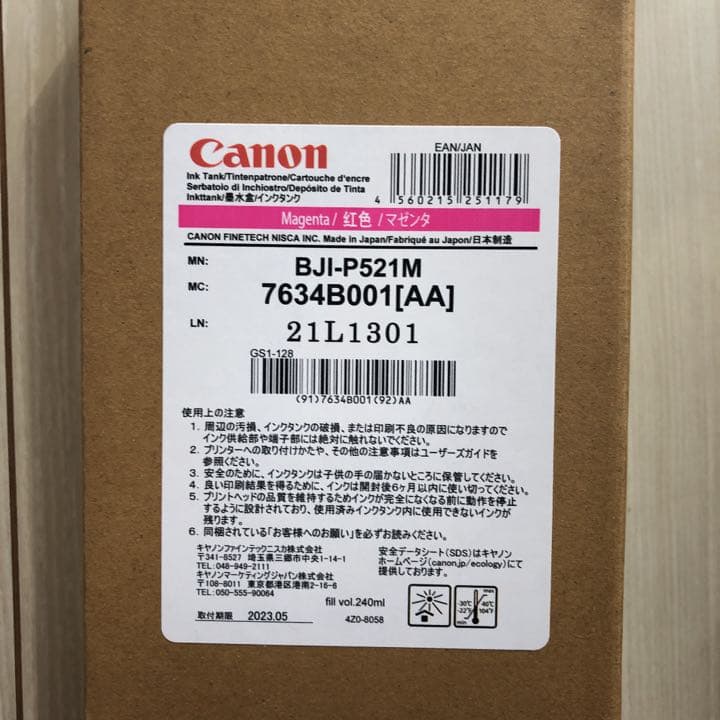 Canon
EAN/JAN
Ink Tank/Tintenpatrone/Cartouche d'encre
Serbatoio di Inchiostro/Depósito de Tinta
Inkttank/墨水盒/インクタンク
4 560215 251179
Magenta/ 红色 /マゼンタ
CANON FINETECH NISCA INC. Made in Japan/Fabriqué au Japon/日本制造
MN: BJI-P521M
MC: 7634B001[AA]
LN: 21L1301
GS1-128
(91)7634B001(92)AA
使用上の注意
1. 周辺の汚損、インクタンクの破損、または印刷不良の原因になりますので
インク供給部や端子部には絶対に触れないでください。
2. プリンターへの取り付けかたや、その他の注意事項はユーザーズガイドを
参照ください。
3. 安全のために、インクタンクは子供の手の届かないところに保管してください。
4. 良い印刷結果を得るために、インクは開封後6ヶ月以内に使い切ってください。
5. プリントヘッドの品質を維持するためインクが完全になくなる前に動作を停止
するように設計されており、使用済みインクタンク内に使用できないインクが
残ります。
6. 同梱されている「お客様へのお願い」を必ずお読みください。
キヤノンファインテックニスカ株式会社
〒341-8527 埼玉県三郷市中央1-14-1
TEL: 048-949-2111
キヤノンマーケティングジャパン株式会社
〒108-8011 東京都港区港南2-16-6
TEL: 050-555-90064
安全データシート(SDS)はキヤノン
ホームページ(canon.jp/ecology)にて
提供しております。
fill vol.240ml
取付期限 2023.05
4Z0-8058
max
-30℃
-22℉
40℃
104℉
min